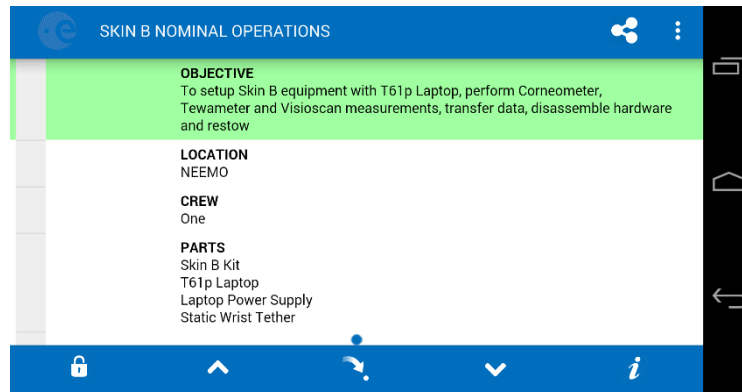 SKIN B NOMINAL OPERATIONS
OBJECTIVE
To setup Skin B equipment with T61p Laptop, perform Corneometer,
Tewameter and Visioscan measurements, transfer data, disassemble hardware
and restow
LOCATION
NEEMO
CREW
One
PARTS
Skin B Kit
T61p Laptop
Laptop Power Supply
Static Wrist Tether